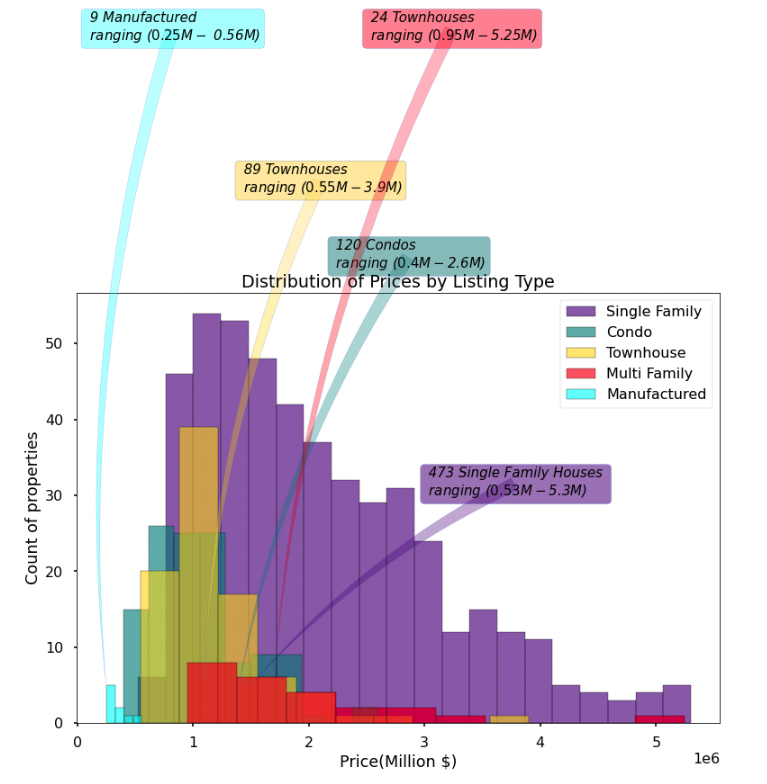 9 Manufactured
ranging (0.25M − 0.56M)
24 Townhouses
ranging (0.95M − 5.25M)
89 Townhouses
ranging (0.55M − 3.9M)
120 Condos
ranging (0.4M − 2.6M)
Distribution of Prices by Listing Type
Single Family
Condo
Townhouse
Multi Family
Manufactured
473 Single Family Houses
ranging (0.53M − 5.3M)
Count of properties
50
40
30
20
10
0
0 1 2 3 4 5
1e6
Price(Million $)